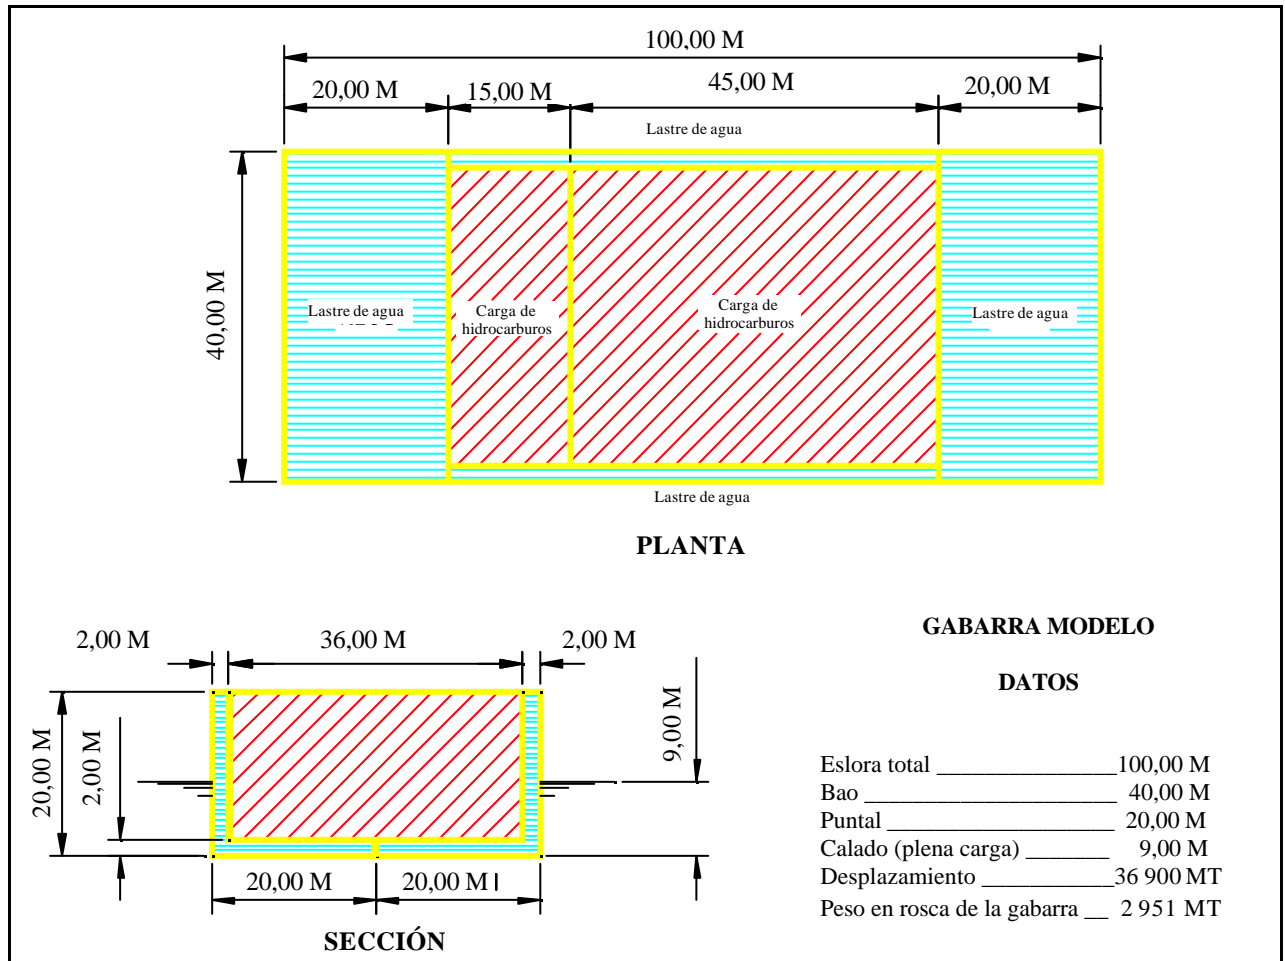 100,00 M
20,00 M
15,00 M
45,00 M
20,00 M
Lastre de agua
40,00 M
Lastre de agua
Carga de
hidrocarburos
Carga de
hidrocarburos
Lastre de agua
Lastre de agua
PLANTA
2,00 M
36,00 M
2,00 M
20,00 M
2,00 M
9,00 M
20,00 M
20,00 M
SECCIÓN
GABARRA MODELO
DATOS
Eslora total _______________100,00 M
Bao _____________________ 40,00 M
Puntal ___________________ 20,00 M
Calado (plena carga) _______ 9,00 M
Desplazamiento ___________36 900 MT
Peso en rosca de la gabarra __ 2 951 MT